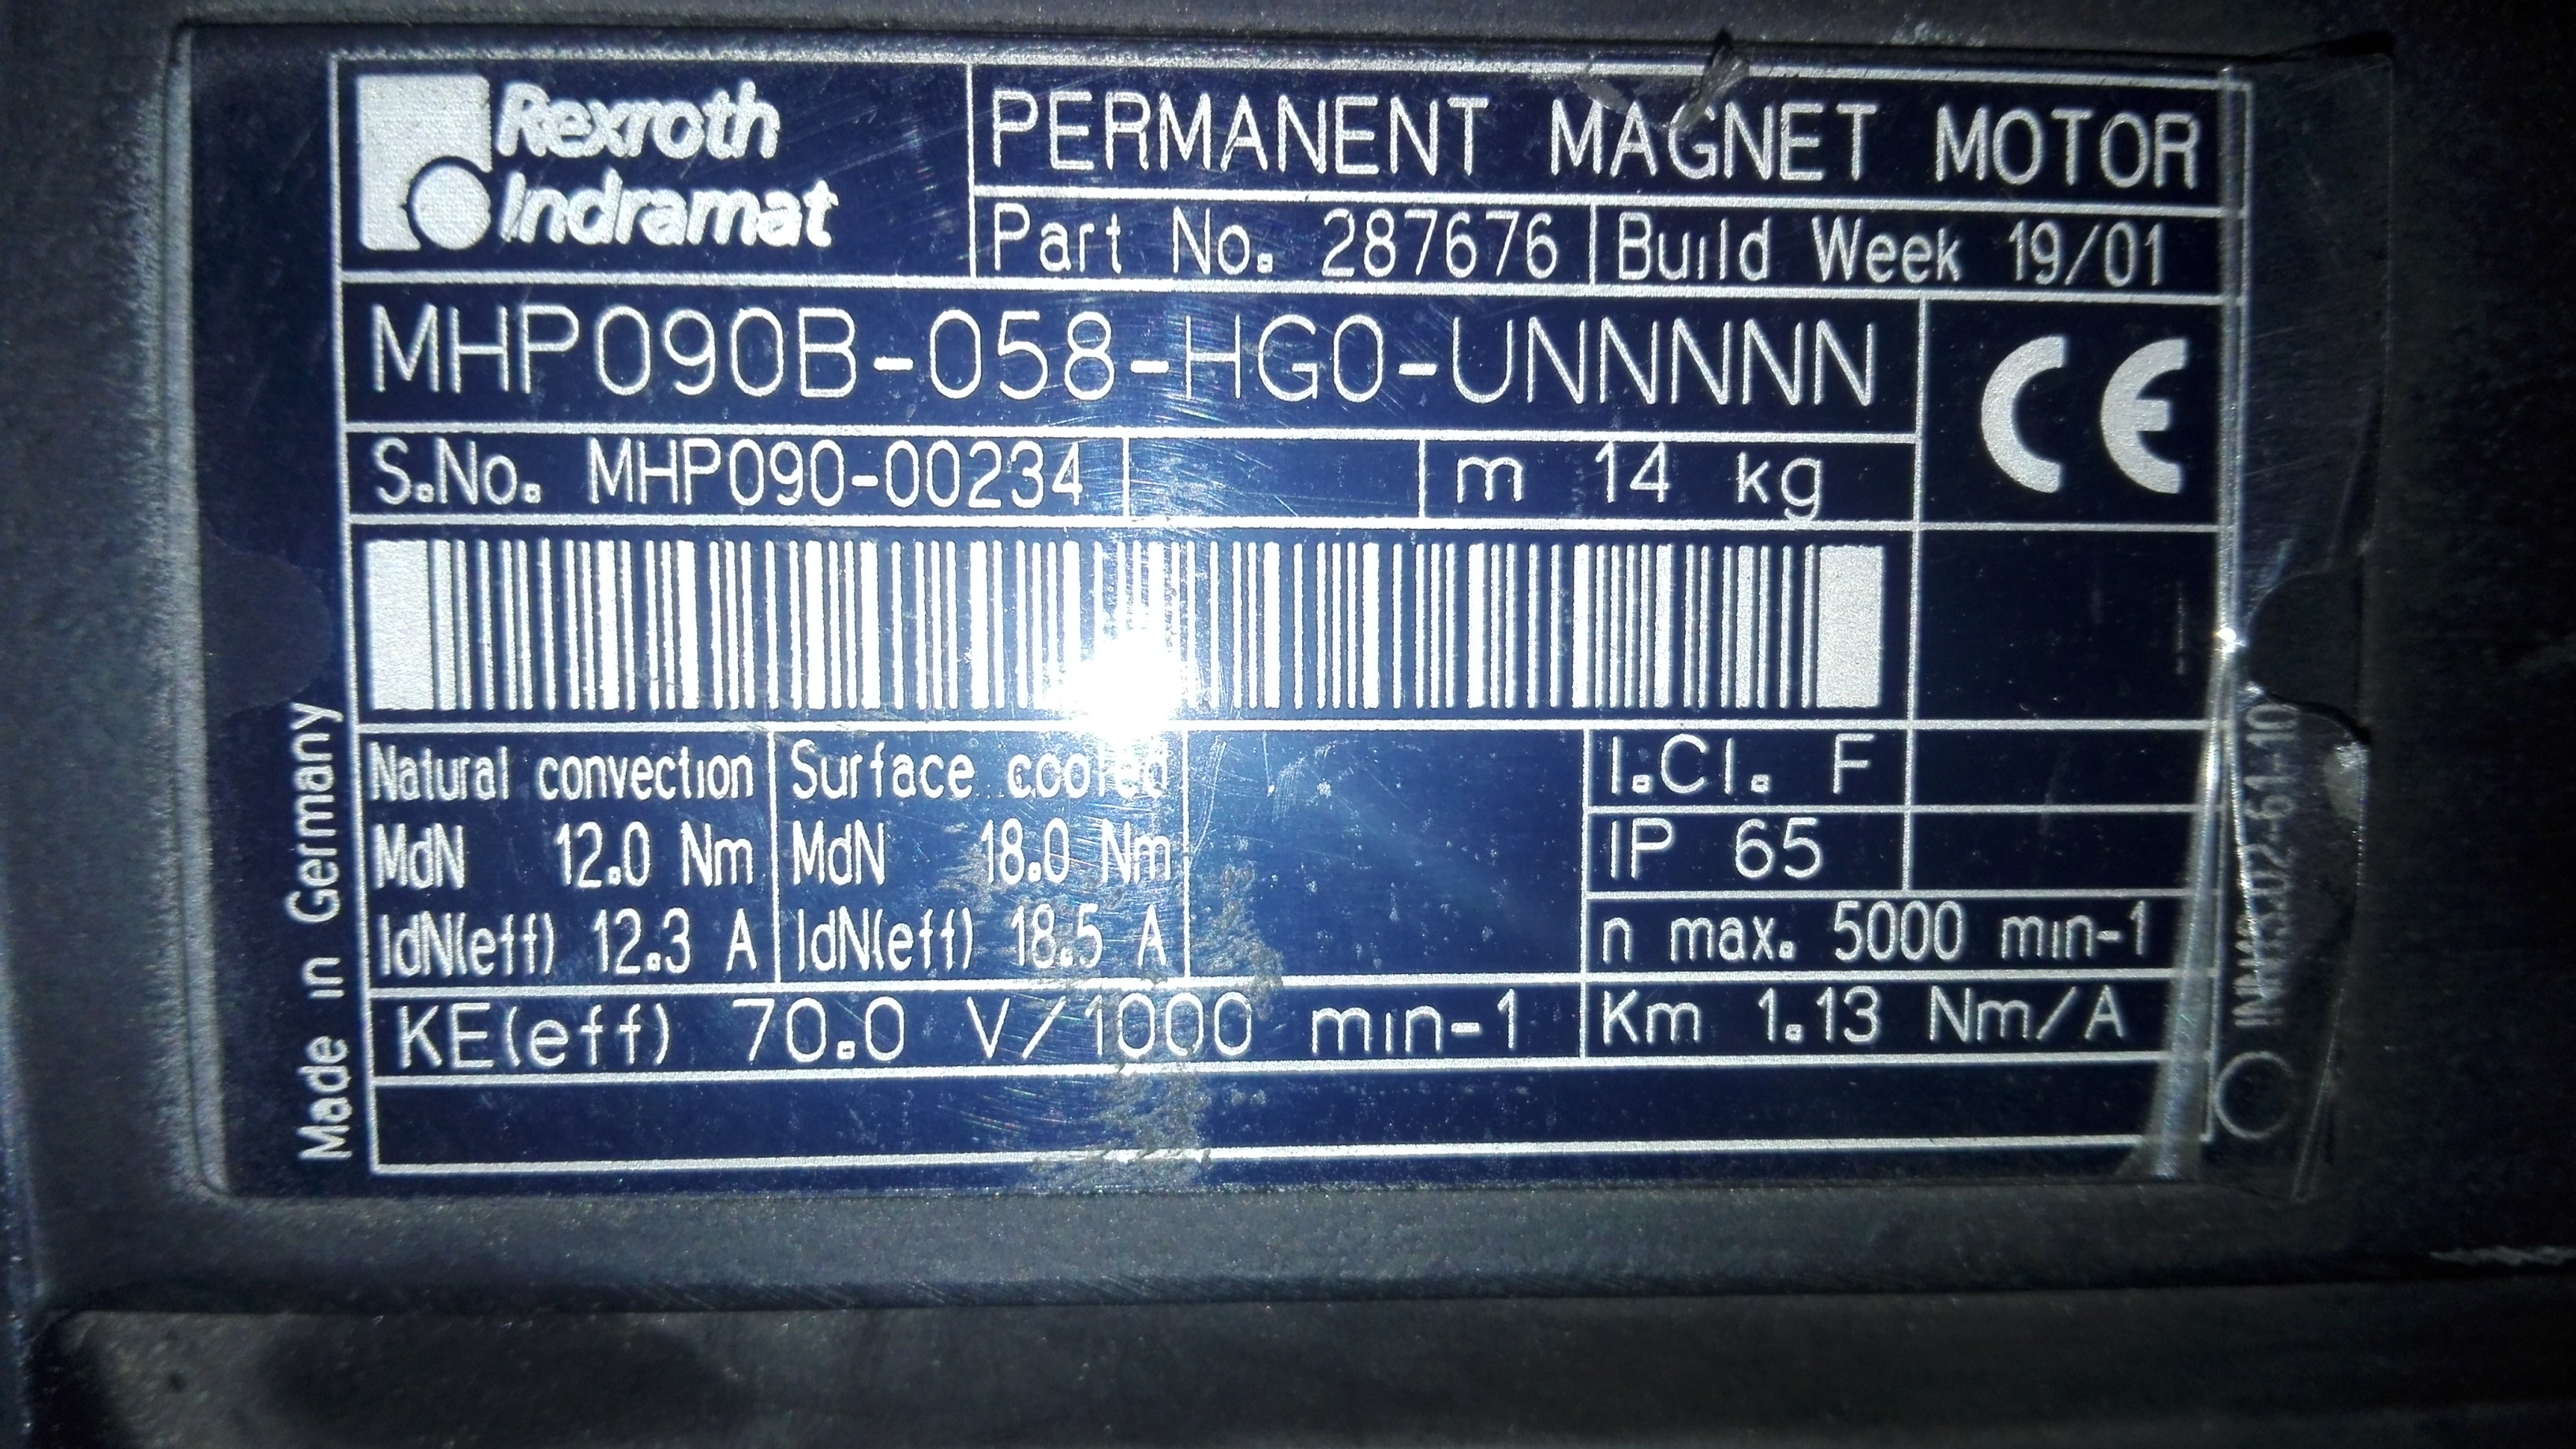 Rexroth
Indramat
PERMANENT MAGNET MOTOR
Part No. 287676
Build Week 19/01
MHP090B-058-HG0-UNNNNN
CE
S.No. MHP090-00234
m 14 kg
Natural convection
MdN 12.0 Nm
IdN(eff) 12.3 A
Surface cooled
MdN 18.0 Nm
IdN(eff) 18.5 A
I.Cl. F
IP 65
n max. 5000 min-1
KE(eff) 70.0 V/1000 min-1
Km 1.13 Nm/A
Made in Germany